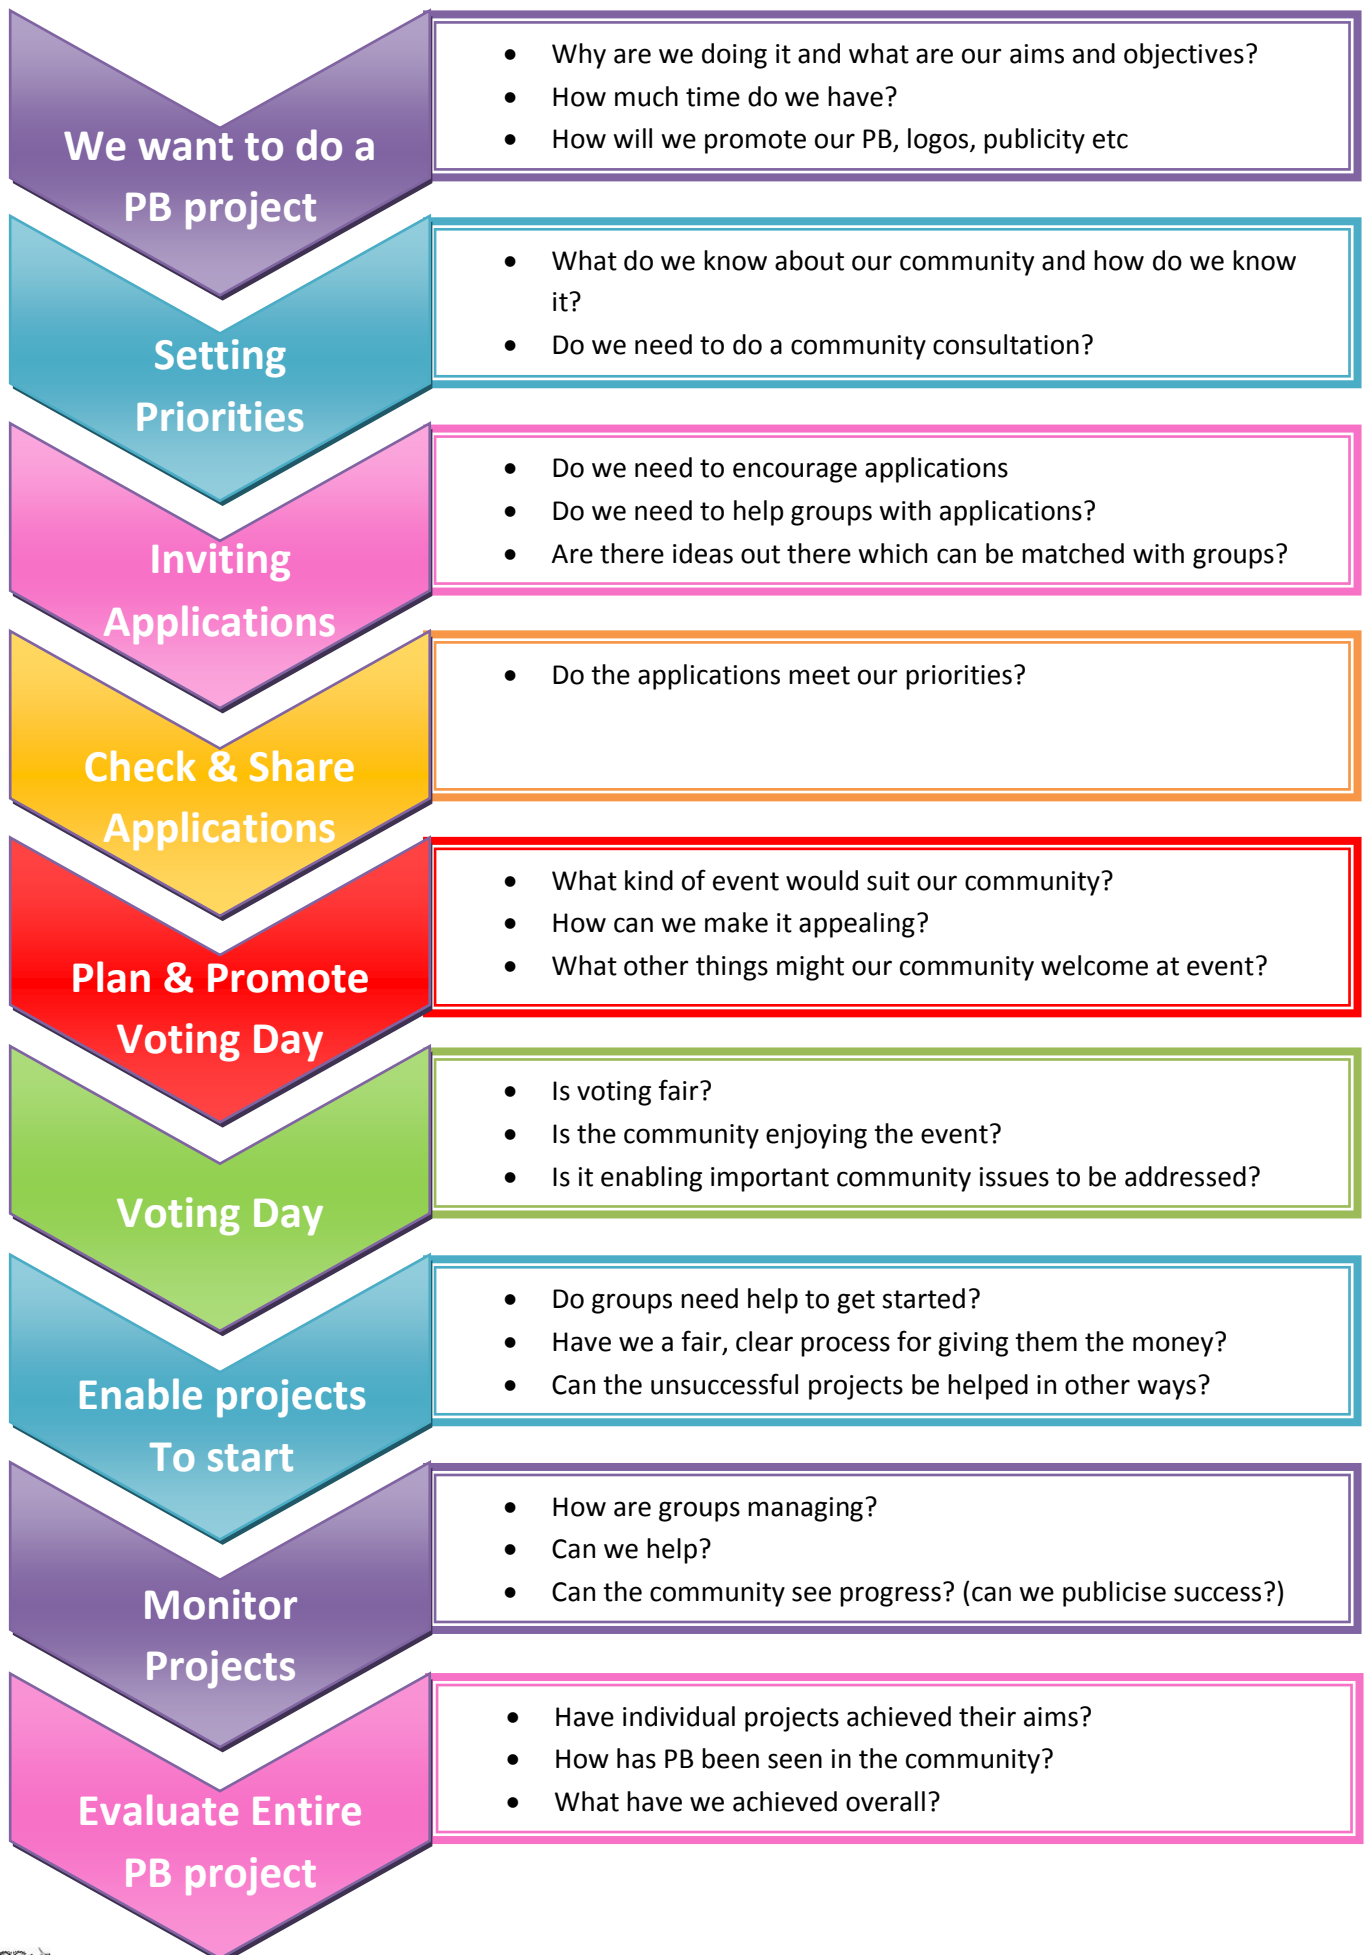 We want to do a
PB project
• Why are we doing it and what are our aims and objectives?
• How much time do we have?
• How will we promote our PB, logos, publicity etc
Setting
Priorities
• What do we know about our community and how do we know
it?
• Do we need to do a community consultation?
Inviting
Applications
• Do we need to encourage applications
• Do we need to help groups with applications?
• Are there ideas out there which can be matched with groups?
Check & Share
Applications
• Do the applications meet our priorities?
Plan & Promote
Voting Day
• What kind of event would suit our community?
• How can we make it appealing?
• What other things might our community welcome at event?
Voting Day
• Is voting fair?
• Is the community enjoying the event?
• Is it enabling important community issues to be addressed?
Enable projects
To start
• Do groups need help to get started?
• Have we a fair, clear process for giving them the money?
• Can the unsuccessful projects be helped in other ways?
Monitor
Projects
• How are groups managing?
• Can we help?
• Can the community see progress? (can we publicise success?)
Evaluate Entire
PB project
• Have individual projects achieved their aims?
• How has PB been seen in the community?
• What have we achieved overall?